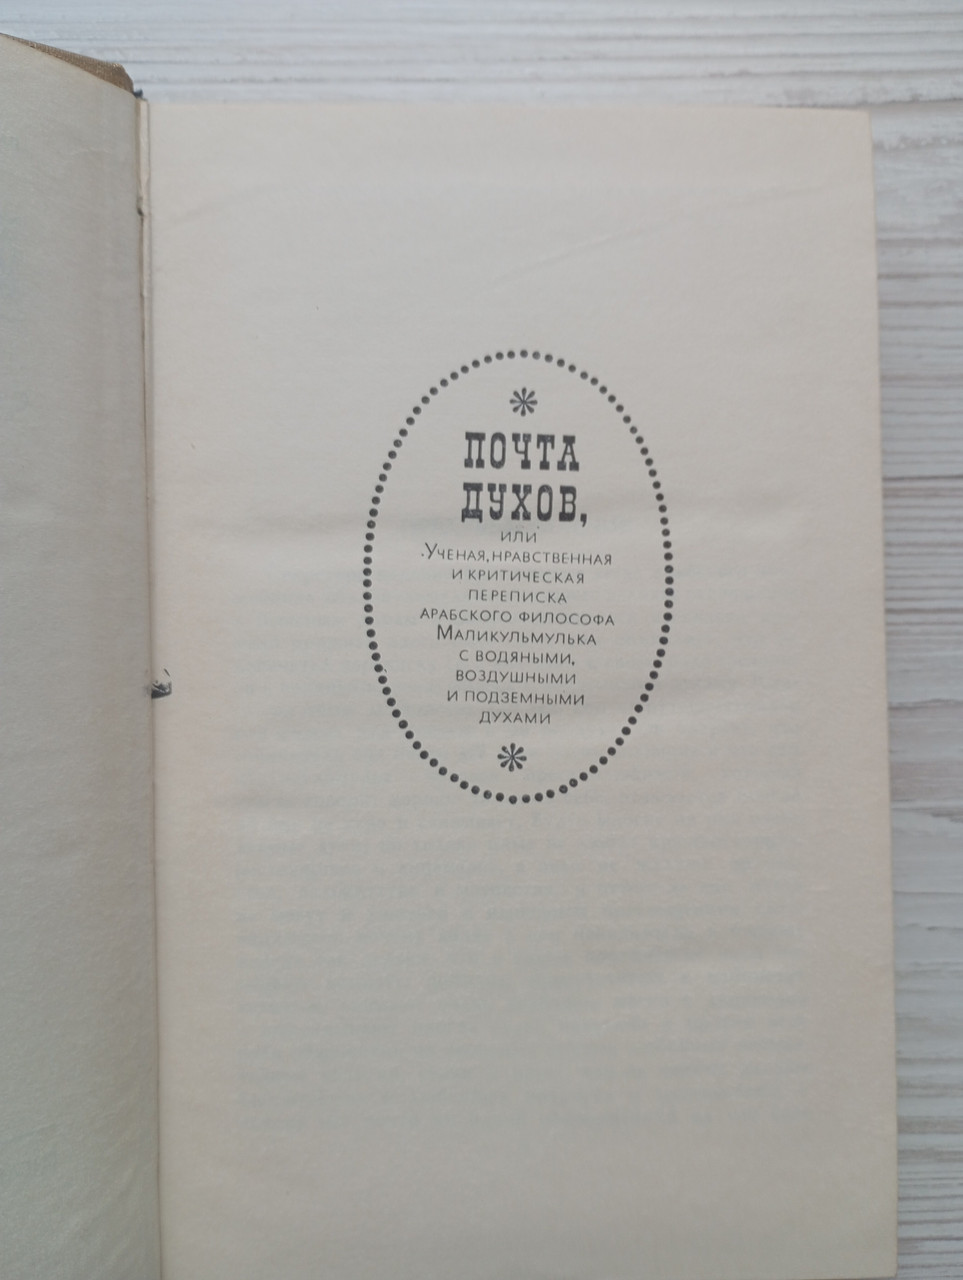 ПОЧТА
ДУХОВ,
ИЛИ
УЧЕНАЯ, НРАВСТВЕННАЯ
И КРИТИЧЕСКАЯ
ПЕРЕПИСКА
АРАБСКОГО ФИЛОСОФА
МАЛИКУЛЬМУЛЬКА
С ВОДЯНЫМИ,
ВОЗДУШНЫМИ
И ПОДЗЕМНЫМИ
ДУХАМИ